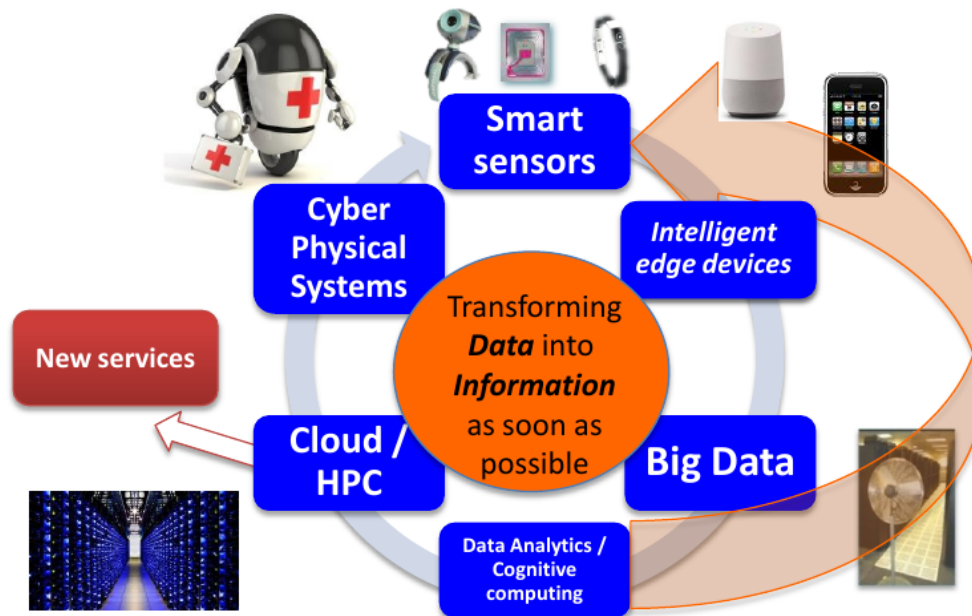 Smart
sensors
Cyber
Physical
Systems
Intelligent
edge devices
Transforming
Data into
Information
as soon as
possible
New services
Cloud /
HPC
Big Data
Data Analytics /
Cognitive
computing